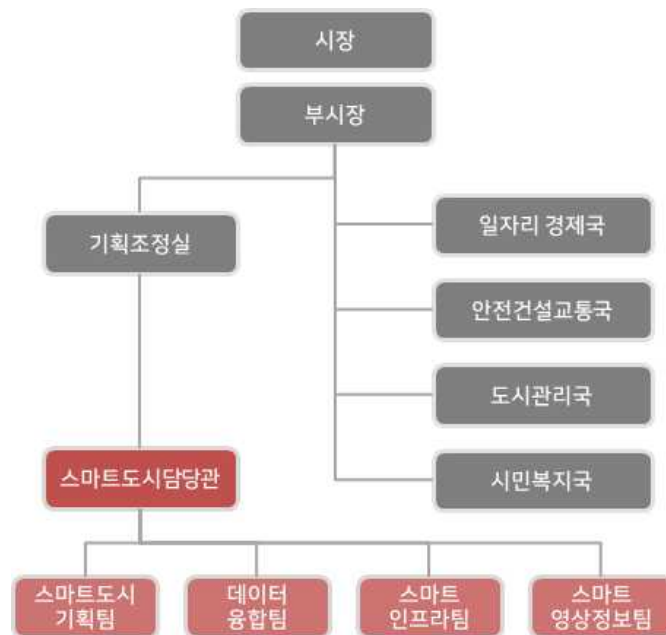 시장
부시장
기획조정실
일자리 경제국
안전건설교통국
도시관리국
시민복지국
스마트도시담당관
스마트도시
기획팀
데이터
융합팀
스마트
인프라팀
스마트
영상정보팀